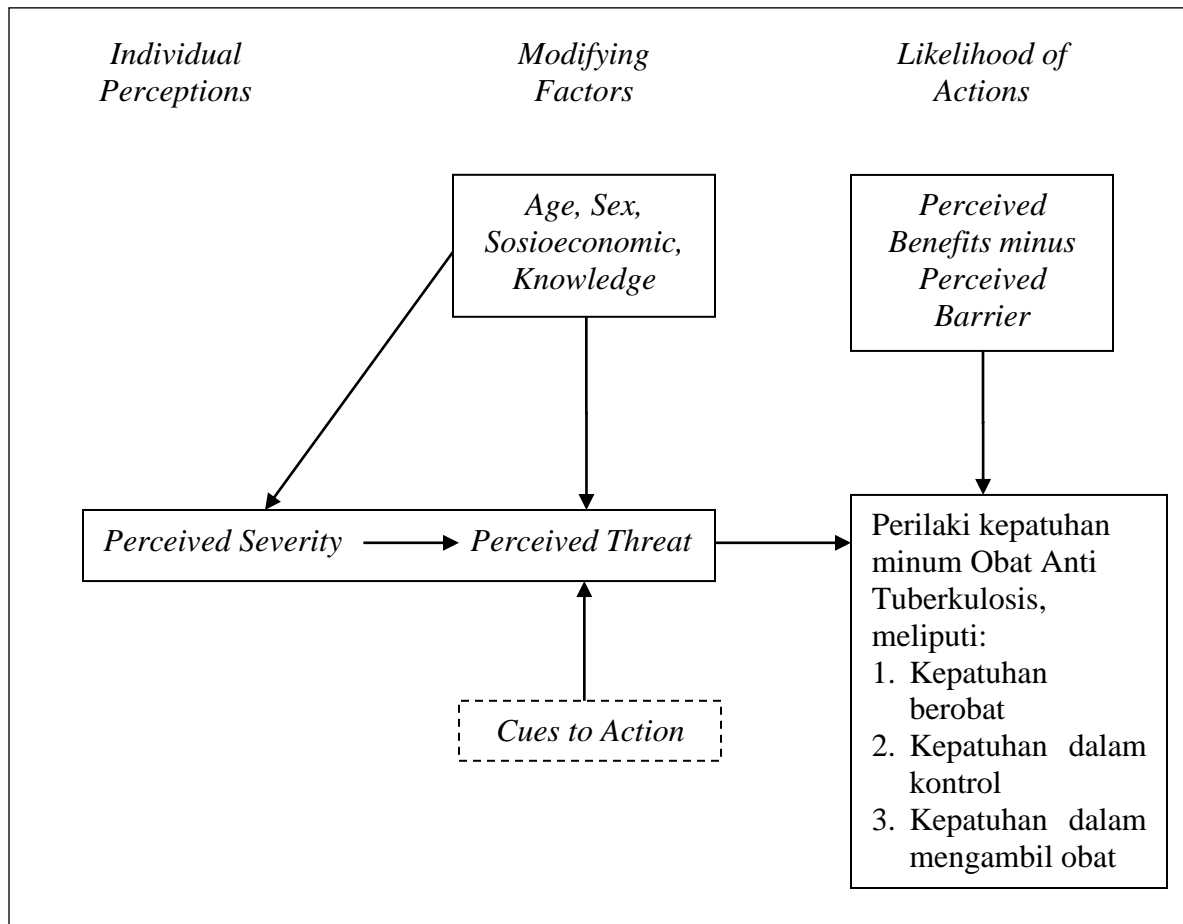 Individual
Perceptions
Modifying
Factors
Likelihood of
Actions
Age, Sex,
Sosioeconomic,
Knowledge
Perceived
Benefits minus
Perceived
Barrier
Perceived Severity
Perceived Threat
Cues to Action
Perilaki kepatuhan
minum Obat Anti
Tuberkulosis,
meliputi:
1. Kepatuhan
berobat
2. Kepatuhan dalam
kontrol
3. Kepatuhan dalam
mengambil obat